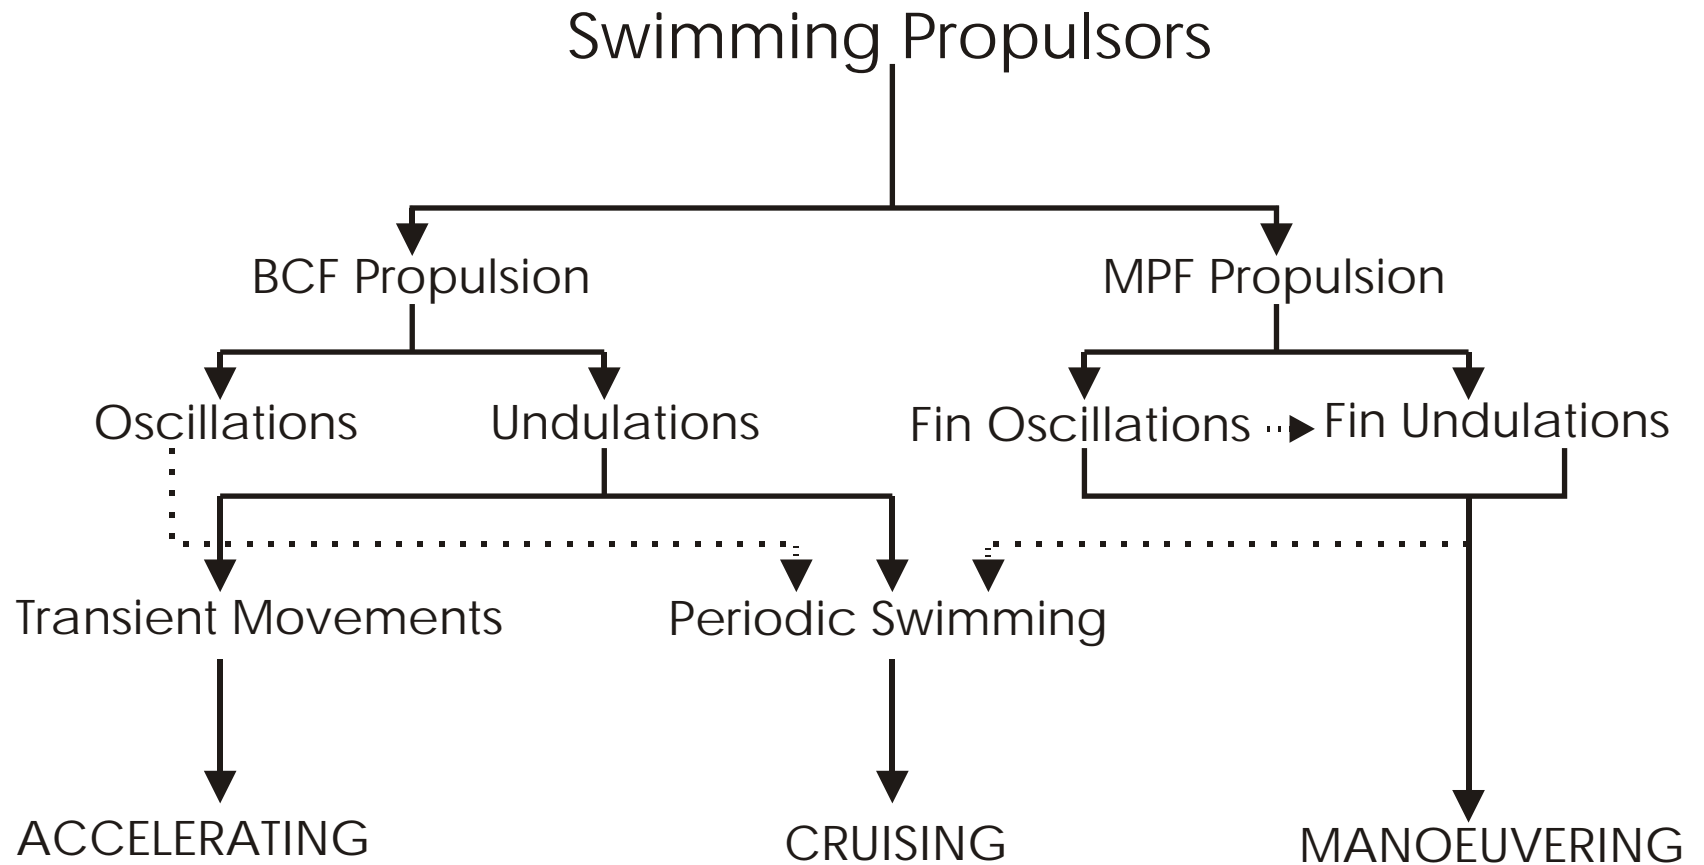 Swimming Propulsors
BCF Propulsion
MPF Propulsion
Oscillations
Undulations
Fin Oscillations
Fin Undulations
Transient Movements
Periodic Swimming
ACCELERATING
CRUISING
MANOEUVERING